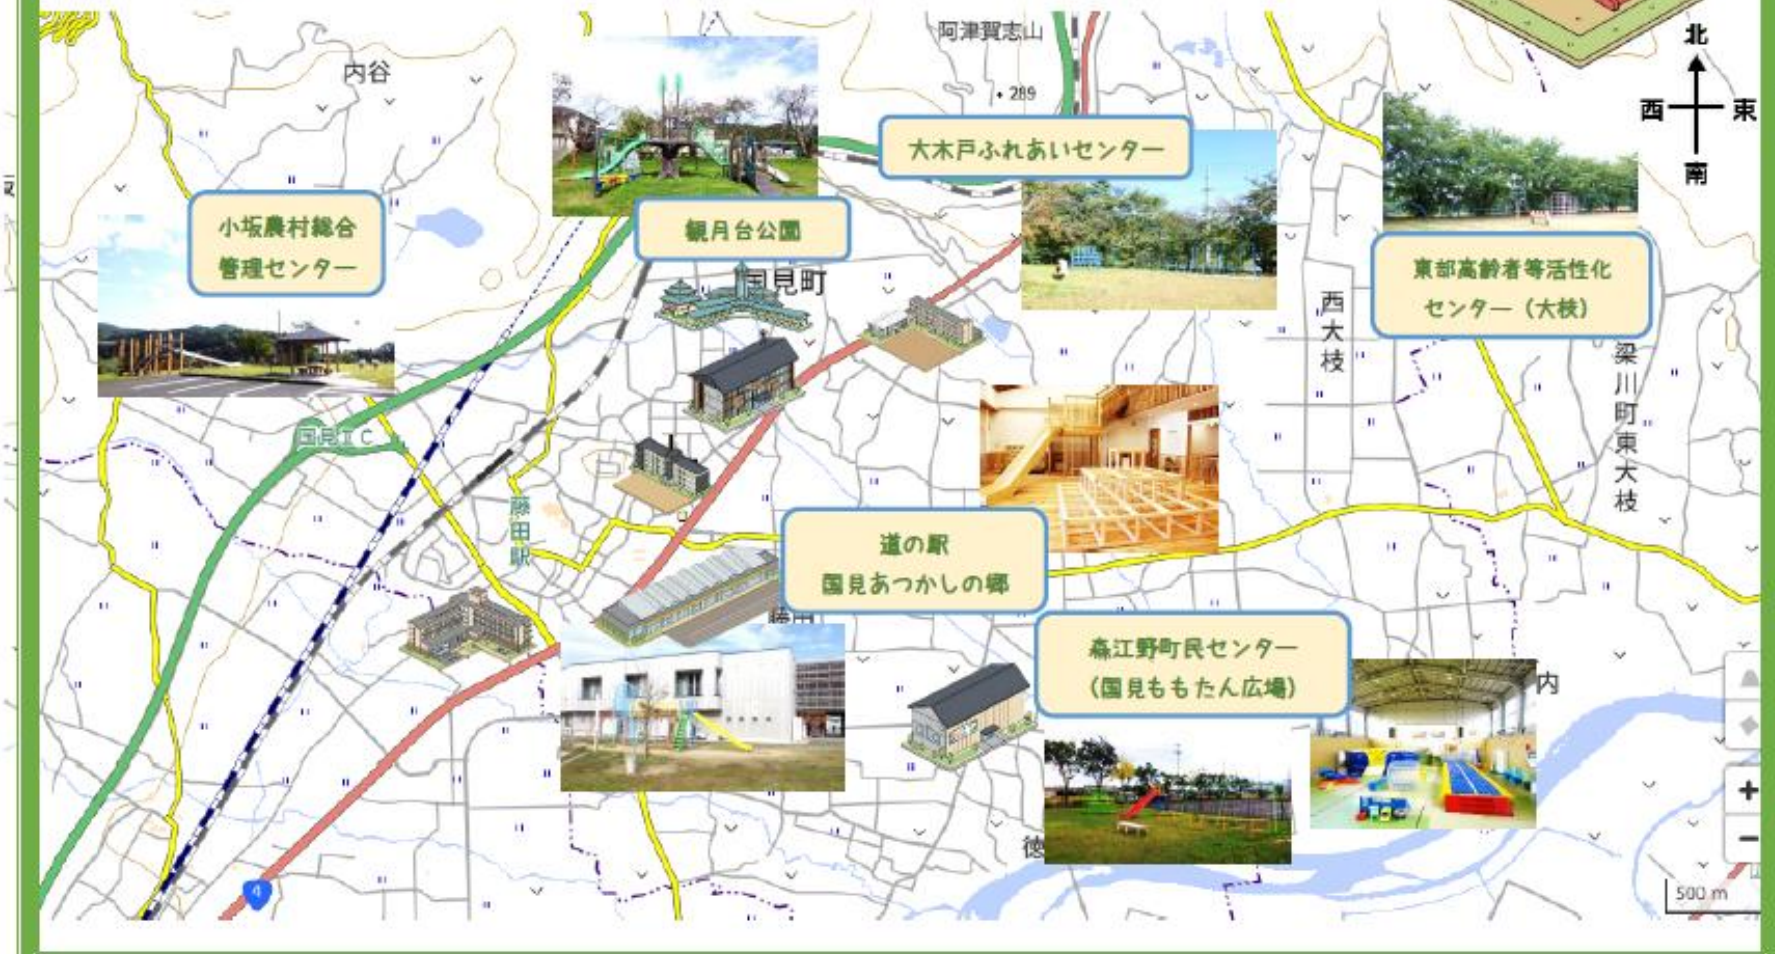 阿津賀志山
北
内谷
・289
西
東
大木戸ふれあいセンター
南
小坂農村総合
管理センター
観月台公園
国見町
東部高齢者等活性化
センター（大枝）
西大枝
梁川町東大枝
国見IC
藤田駅
道の駅
国見あつかしの郷
藤田
森江野町民センター
（国見ももたん広場）
内
徳
4
+
−
500 m